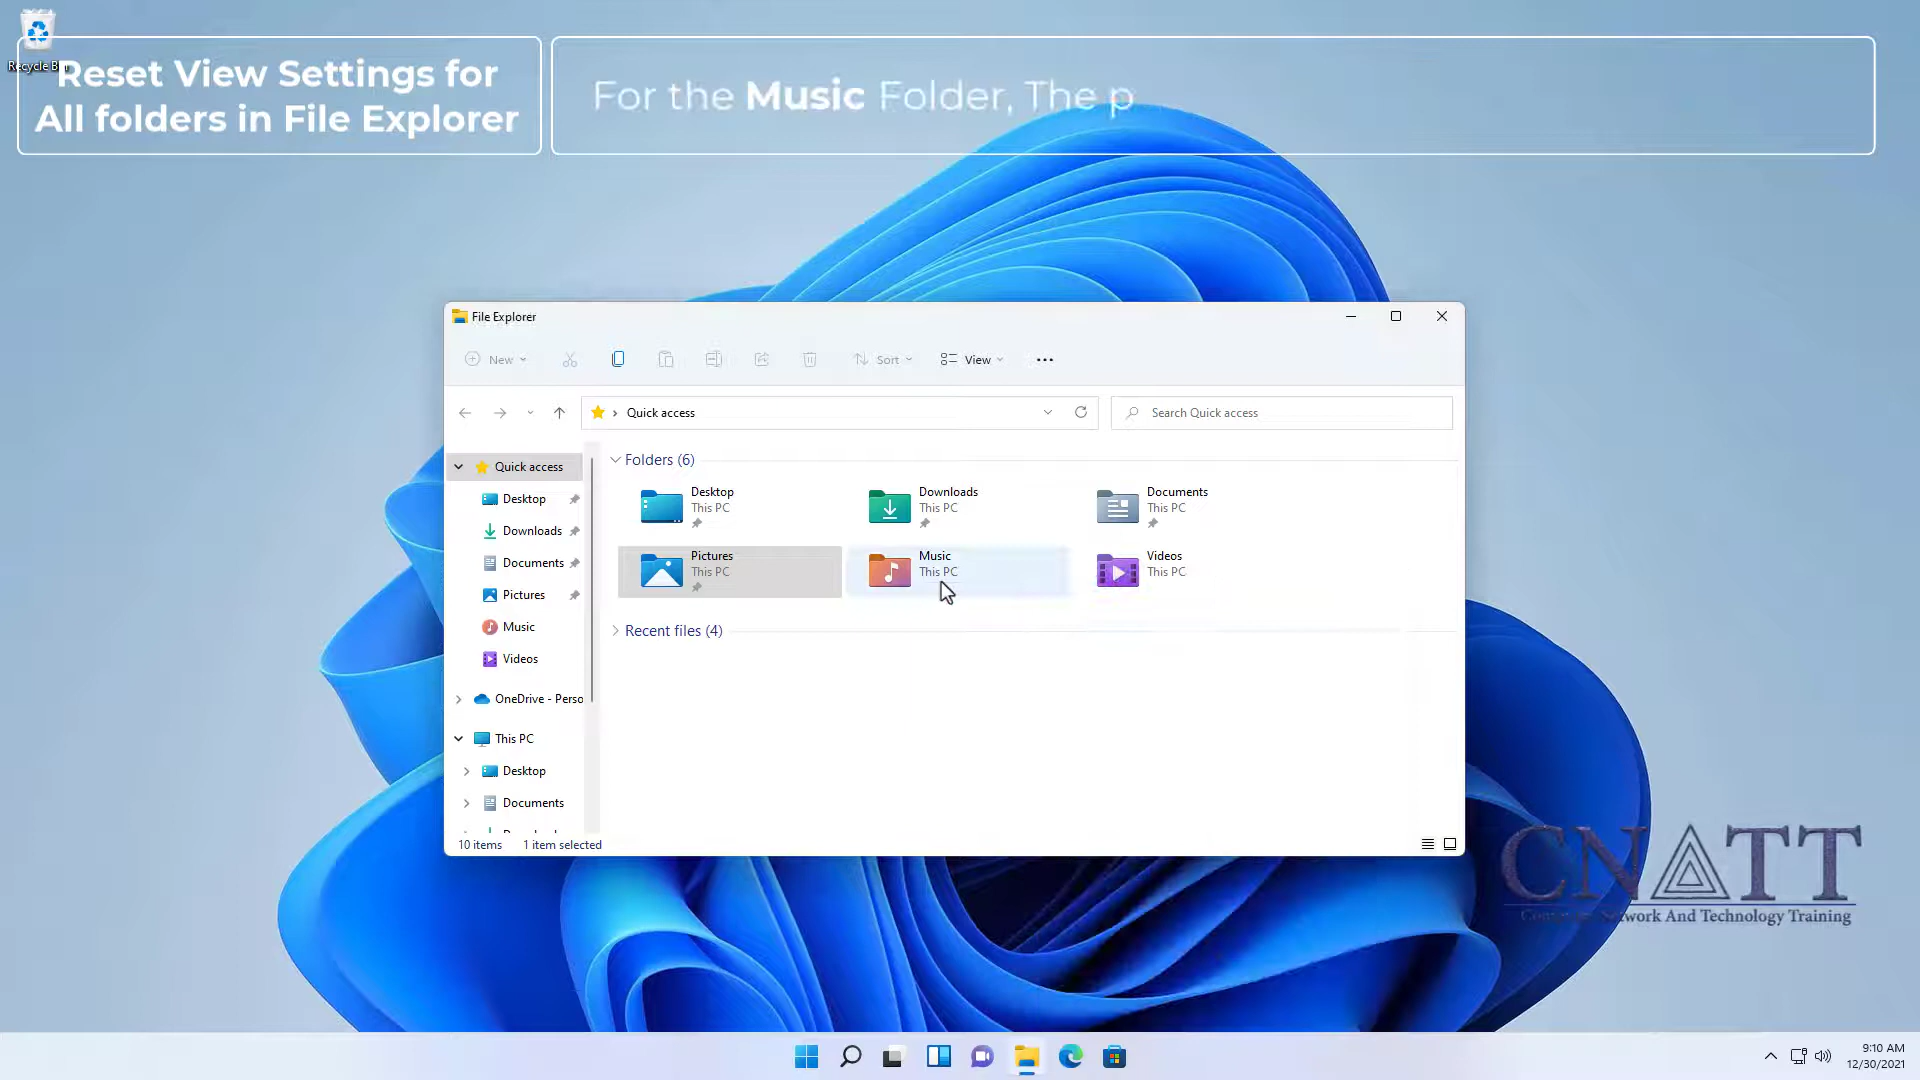 Recycle B
Reset View Settings for
All folders in File Explorer
For the Music Folder, The p
File Explorer
New
Sort
View
Quick access
Search Quick access
Quick access
Desktop
Downloads
Documents
Pictures
Music
Videos
OneDrive - Perso
This PC
Desktop
Documents
Folders (6)
Desktop
This PC
Downloads
This PC
Documents
This PC
Pictures
This PC
Music
This PC
Videos
This PC
Recent files (4)
10 items
1 item selected
CNATT
Network And Technology Training
9:10 AM
12/30/2021